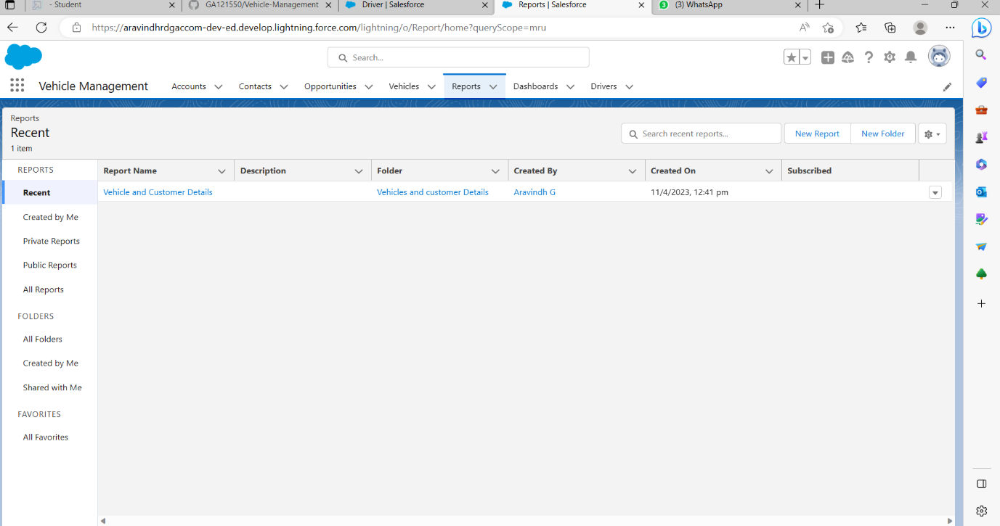 - Student
GA121550/Vehicle-Management
Driver | Salesforce
Reports | Salesforce
(3) WhatsApp
https://aravindhrdgaccom-dev-ed.develop.lightning.force.com/lightning/o/Report/home?queryScope=mru
Search...
Vehicle Management
Accounts
Contacts
Opportunities
Vehicles
Reports
Dashboards
Drivers
Reports
Recent
1 item
Search recent reports...
New Report
New Folder
REPORTS
Recent
Created by Me
Private Reports
Public Reports
All Reports
FOLDERS
All Folders
Created by Me
Shared with Me
FAVORITES
All Favorites
Report Name
Description
Folder
Created By
Created On
Subscribed
Vehicle and Customer Details
Vehicles and customer Details
Aravindh G
11/4/2023, 12:41 pm